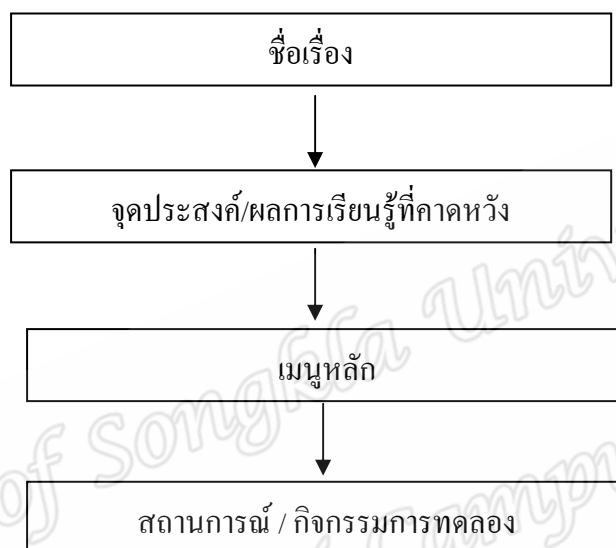 ชื่อเรื่อง
จุดประสงค์/ผลการเรียนรู้ที่คาดหวัง
of Songkla Univ
เมนูหลัก
สถานการณ์ / กิจกรรมการทดลอง